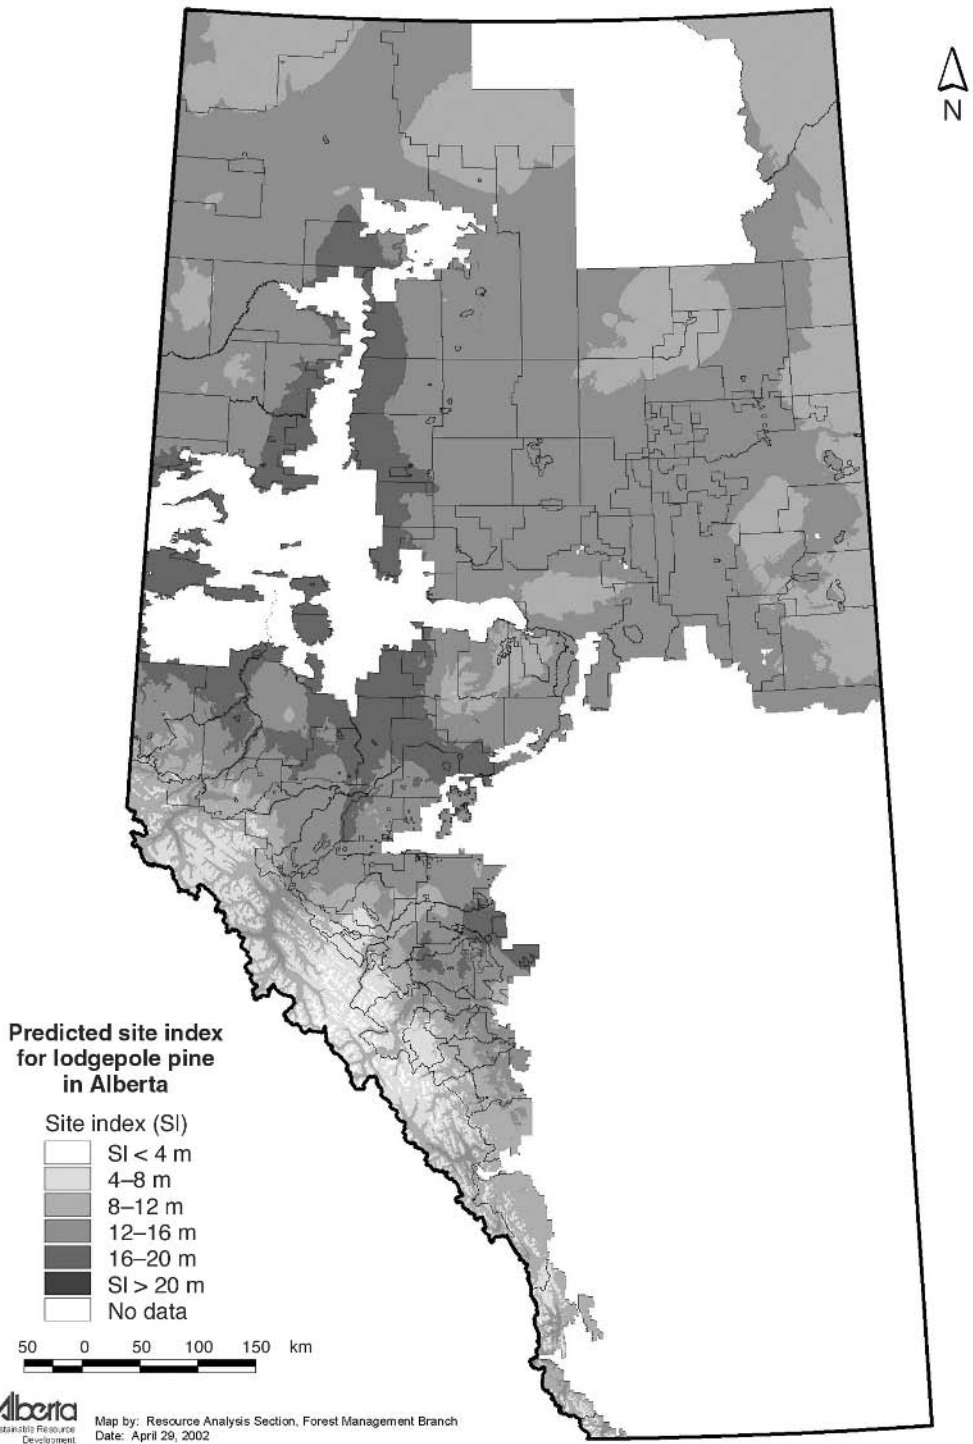 N
Predicted site index
for lodgepole pine
in Alberta
Site index (SI)
SI < 4 m
4–8 m
8–12 m
12–16 m
16–20 m
SI > 20 m
No data
50 0 50 100 150 km
Alberta
Resource
Development
Map by: Resource Analysis Section, Forest Management Branch
Date: April 29, 2002